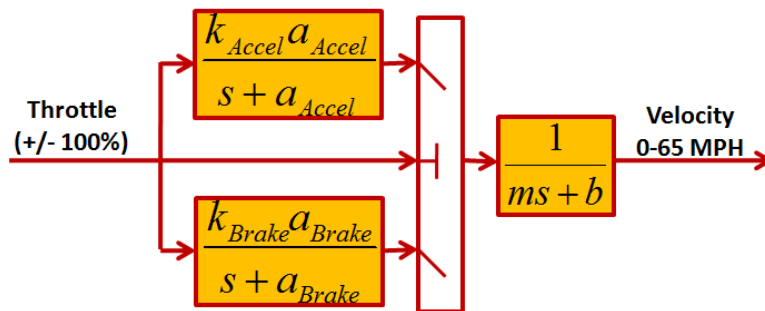 Throttle
(+/- 100%)
k_Accel a_Accel
s + a_Accel
k_Brake a_Brake
s + a_Brake
1
ms + b
Velocity
0-65 MPH